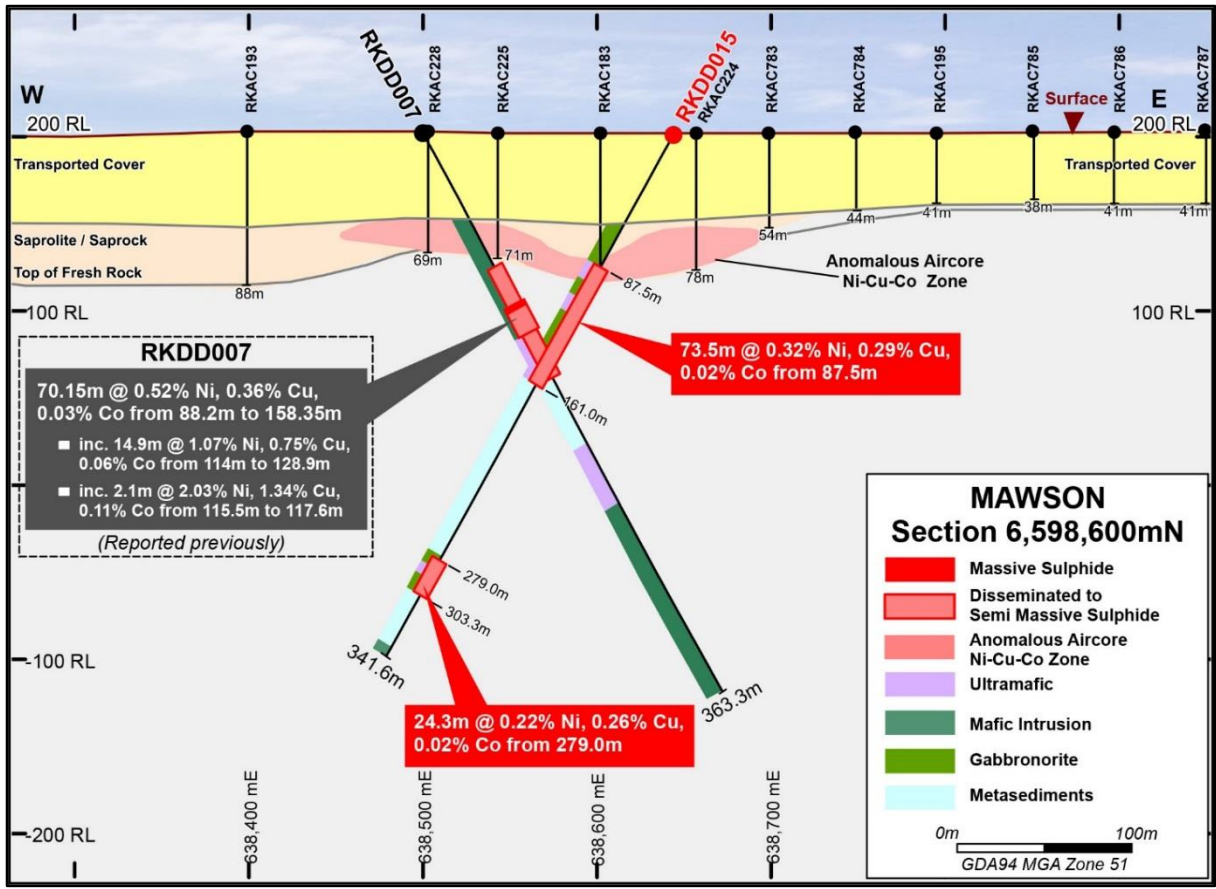 RKAC193
RKDD007
RKAC228
RKAC225
RKAC183
RKDD015
RKAC224
RKAC783
RKAC784
RKAC195
RKAC785
RKAC786
RKAC787
W
Surface
E
200 RL
200 RL
Transported Cover
Transported Cover
38m
41m
41m
41m
44m
54m
Saprolite / Saprock
69m
71m
78m
Anomalous Aircore
Ni-Cu-Co Zone
Top of Fresh Rock
88m
87.5m
100 RL
100 RL
RKDD007
70.15m @ 0.52% Ni, 0.36% Cu,
0.03% Co from 88.2m to 158.35m
inc. 14.9m @ 1.07% Ni, 0.75% Cu,
0.06% Co from 114m to 128.9m
inc. 2.1m @ 2.03% Ni, 1.34% Cu,
0.11% Co from 115.5m to 117.6m
(Reported previously)
73.5m @ 0.32% Ni, 0.29% Cu,
0.02% Co from 87.5m
161.0m
279.0m
303.3m
-100 RL
341.6m
363.3m
24.3m @ 0.22% Ni, 0.26% Cu,
0.02% Co from 279.0m
MAWSON
Section 6,598,600mN
Massive Sulphide
Disseminated to
Semi Massive Sulphide
Anomalous Aircore
Ni-Cu-Co Zone
Ultramafic
Mafic Intrusion
Gabbronorite
Metasediments
0m
100m
GDA94 MGA Zone 51
-200 RL
638,400 mE
638,500 mE
638,600 mE
638,700 mE